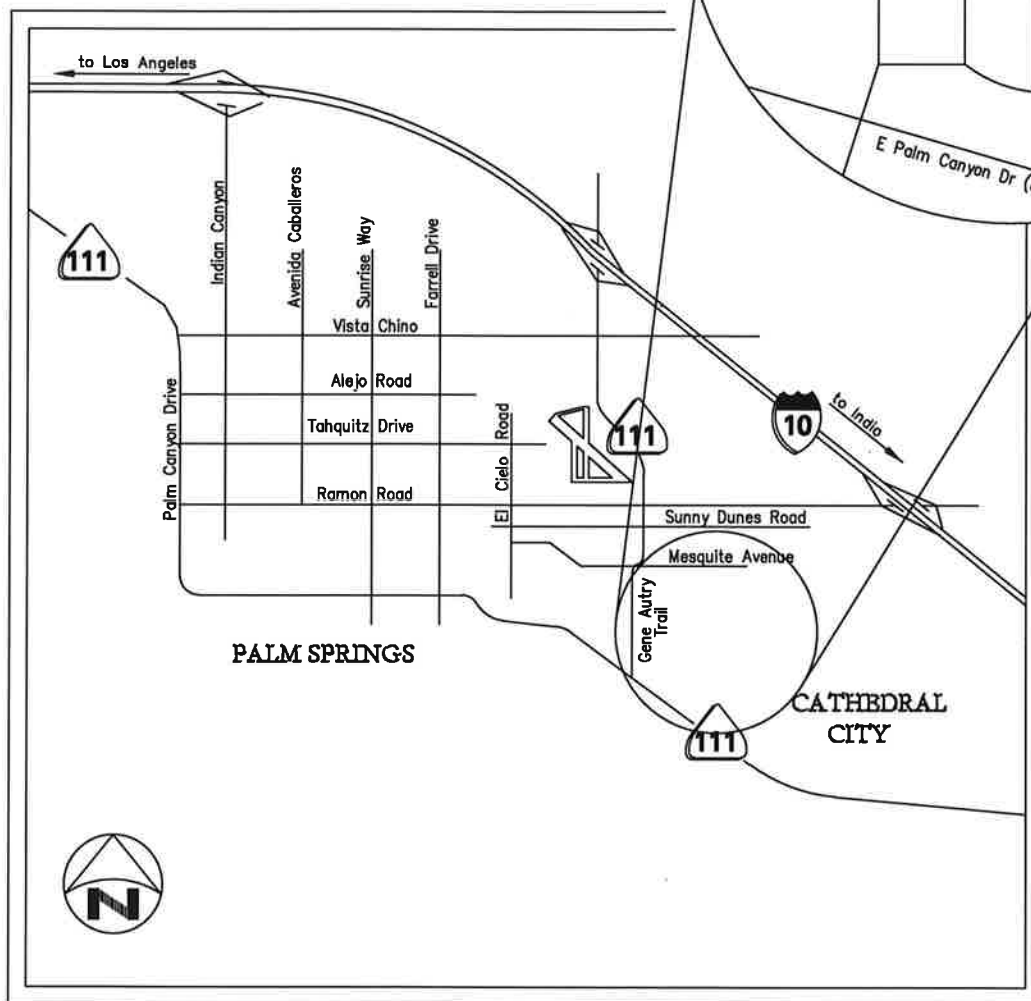 to Los Angeles
E Palm Canyon Dr (
111
Indian Canyon
Avenida Caballeros
Sunrise Way
Farrell Drive
Vista Chino
Alejo Road
Palm Canyon Drive
Tahquitz Drive
El Cielo Road
111
10
to Indio
Ramon Road
Sunny Dunes Road
Mesquite Avenue
Gene Autry
Trail
PALM SPRINGS
CATHEDRAL
CITY
111
N